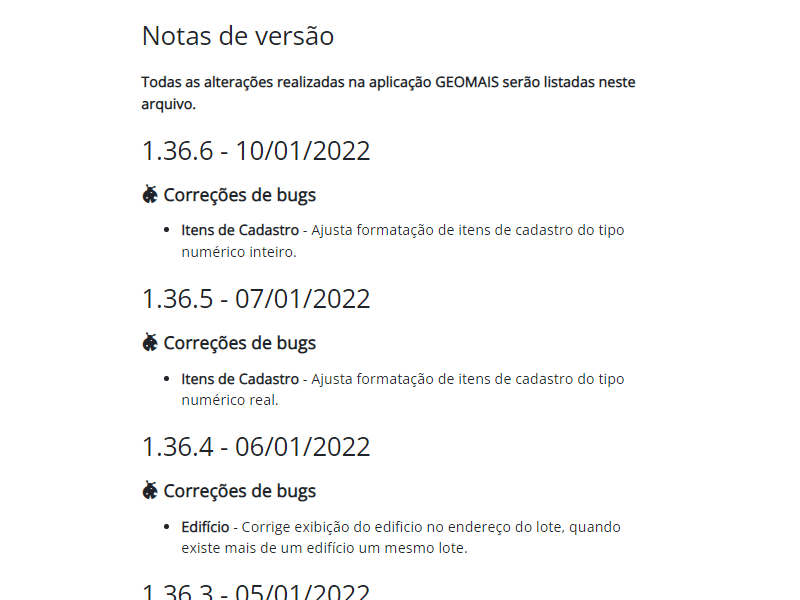 Notas de versão
Todas as alterações realizadas na aplicação GEOMAIS serão listadas neste
arquivo.
1.36.6 - 10/01/2022
Correções de bugs
Itens de Cadastro - Ajusta formatação de itens de cadastro do tipo
numérico inteiro.
1.36.5 - 07/01/2022
Correções de bugs
Itens de Cadastro - Ajusta formatação de itens de cadastro do tipo
numérico real.
1.36.4 - 06/01/2022
Correções de bugs
Edifício - Corrige exibição do edificio no endereço do lote, quando
existe mais de um edifício um mesmo lote.
1.36.3 - 05/01/2022